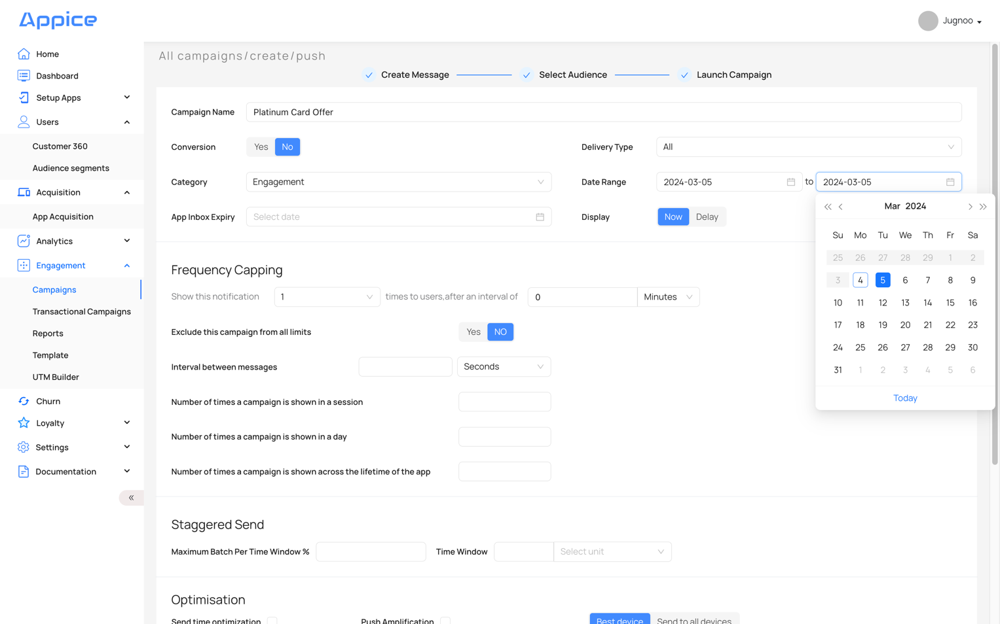 Appice
Jugnoo
Home
Dashboard
Setup Apps
Users
Customer 360
Audience segments
Acquisition
App Acquisition
Analytics
Engagement
Campaigns
Transactional Campaigns
Reports
Template
UTM Builder
Churn
Loyalty
Settings
Documentation
All campaigns/create/push
Create Message
Select Audience
Launch Campaign
Campaign Name
Platinum Card Offer
Conversion
Yes No
Delivery Type
All
Category
Engagement
Date Range
2024-03-05 to 2024-03-05
App Inbox Expiry
Select date
Display
Now Delay
Mar 2024
Su Mo Tu We Th Fr Sa
25 26 27 28 29 1 2
3 4 5 6 7 8 9
10 11 12 13 14 15 16
17 18 19 20 21 22 23
24 25 26 27 28 29 30
31 1 2 3 4 5 6
Today
Frequency Capping
Show this notification 1 times to users,after an interval of 0 Minutes
Exclude this campaign from all limits
Yes NO
Interval between messages
Seconds
Number of times a campaign is shown in a session
Number of times a campaign is shown in a day
Number of times a campaign is shown across the lifetime of the app
Staggered Send
Maximum Batch Per Time Window %
Time Window
Select unit
Optimisation
Send time optimization
Push Amplification
Best device Send to all devices